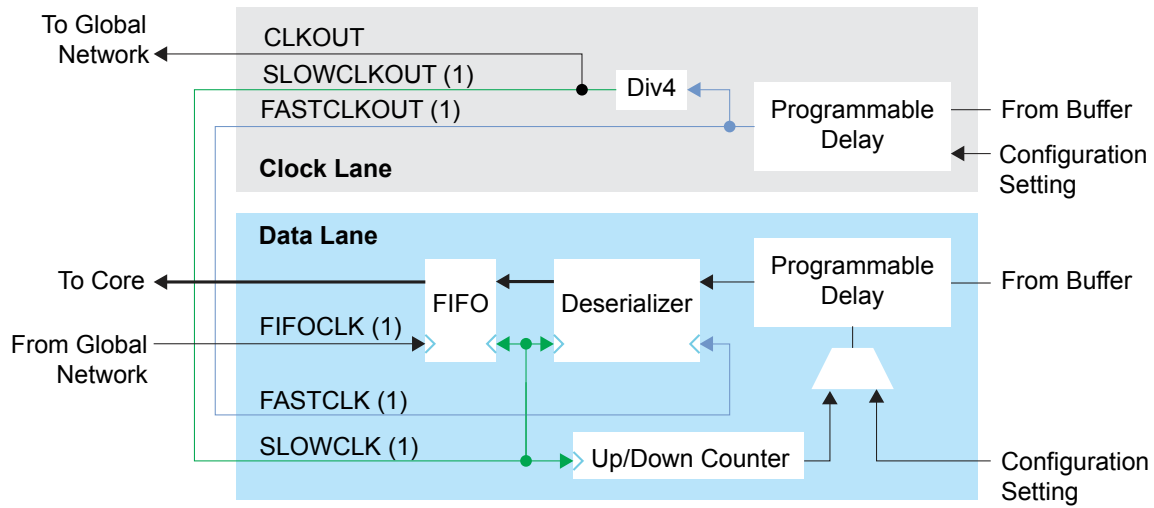 To Global
Network
CLKOUT
SLOWCLKOUT (1)
FASTCLKOUT (1)
Div4
Programmable
Delay
From Buffer
Configuration
Setting
Clock Lane
Data Lane
To Core
FIFO
Deserializer
Programmable
Delay
From Buffer
FIFOCLK (1)
From Global
Network
FASTCLK (1)
SLOWCLK (1)
Up/Down Counter
Configuration
Setting